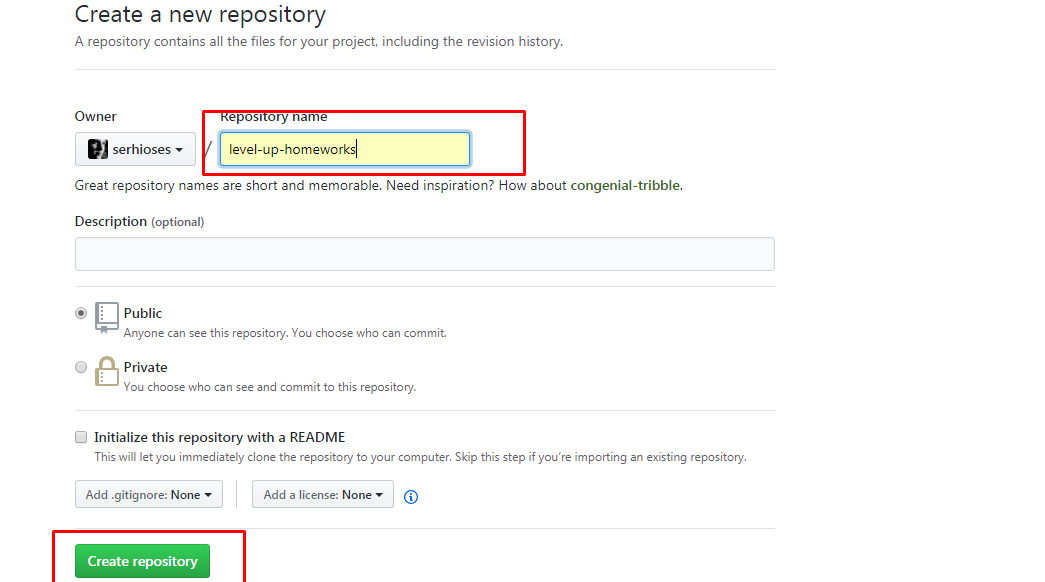 Create a new repository
A repository contains all the files for your project, including the revision history.
Owner
Repository name
serhioses
/
level-up-homeworks
Great repository names are short and memorable. Need inspiration? How about congenial-tribble.
Description (optional)
Public
Anyone can see this repository. You choose who can commit.
Private
You choose who can see and commit to this repository.
Initialize this repository with a README
This will let you immediately clone the repository to your computer. Skip this step if you’re importing an existing repository.
Add .gitignore: None
Add a license: None
Create repository